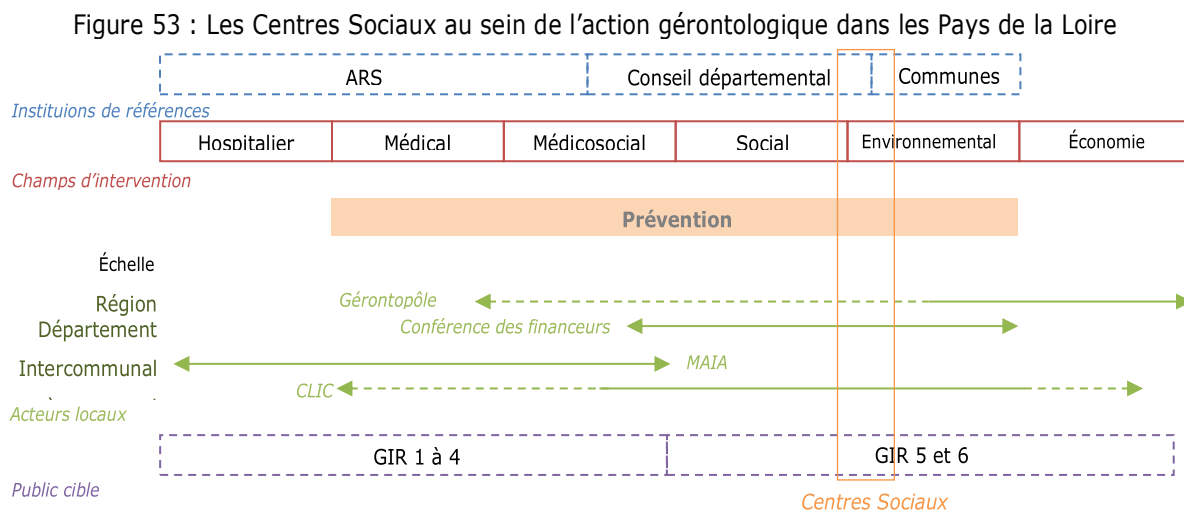 Figure 53 : Les Centres Sociaux au sein de l’action gérontologique dans les Pays de la Loire
ARS
Conseil départemental
Communes
Instituions de références
Hospitalier
Médical
Médicosocial
Social
Environnemental
Économie
Champs d’intervention
Prévention
Échelle
Région
Gérontopôle
Département
Conférence des financeurs
Intercommunal
MAIA
CLIC
Acteurs locaux
GIR 1 à 4
GIR 5 et 6
Public cible
Centres Sociaux